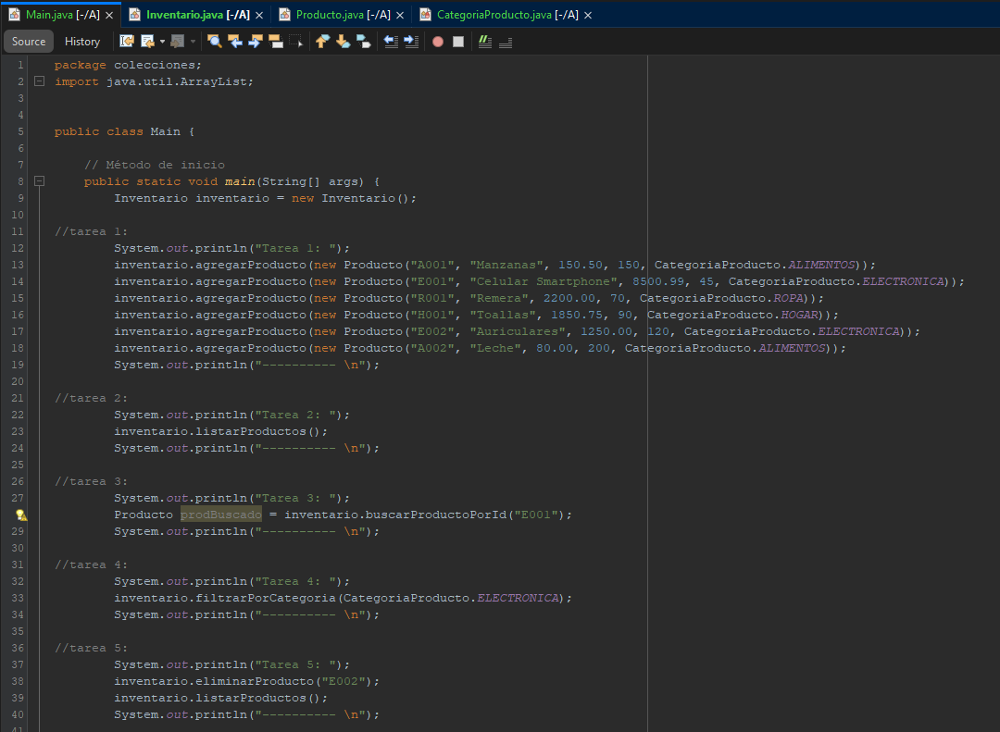 Main.java [-/A] Inventario.java [-/A] Producto.java [-/A] CategoriaProducto.java [-/A]
Source History
1 package colecciones;
2 import java.util.ArrayList;
3
4
5 public class Main {
6
7 // Método de inicio
8 public static void main(String[] args) {
9 Inventario inventario = new Inventario();
10
11 //tarea 1:
12 System.out.println("Tarea 1: ");
13 inventario.agregarProducto(new Producto("A001", "Manzanas", 150.50, 150, CategoriaProducto.ALIMENTOS));
14 inventario.agregarProducto(new Producto("E001", "Celular Smartphone", 8500.99, 45, CategoriaProducto.ELECTRONICA));
15 inventario.agregarProducto(new Producto("R001", "Remera", 2200.00, 70, CategoriaProducto.ROPA));
16 inventario.agregarProducto(new Producto("H001", "Toallas", 1850.75, 90, CategoriaProducto.HOGAR));
17 inventario.agregarProducto(new Producto("E002", "Auriculares", 1250.00, 120, CategoriaProducto.ELECTRONICA));
18 inventario.agregarProducto(new Producto("A002", "Leche", 80.00, 200, CategoriaProducto.ALIMENTOS));
19 System.out.println("---------- \n");
20
21 //tarea 2:
22 System.out.println("Tarea 2: ");
23 inventario.listarProductos();
24 System.out.println("---------- \n");
25
26 //tarea 3:
27 System.out.println("Tarea 3: ");
Producto prodBuscado = inventario.buscarProductoPorId("E001");
29 System.out.println("---------- \n");
30
31 //tarea 4:
32 System.out.println("Tarea 4: ");
33 inventario.filtrarPorCategoria(CategoriaProducto.ELECTRONICA);
34 System.out.println("---------- \n");
35
36 //tarea 5:
37 System.out.println("Tarea 5: ");
38 inventario.eliminarProducto("E002");
39 inventario.listarProductos();
40 System.out.println("---------- \n");
41